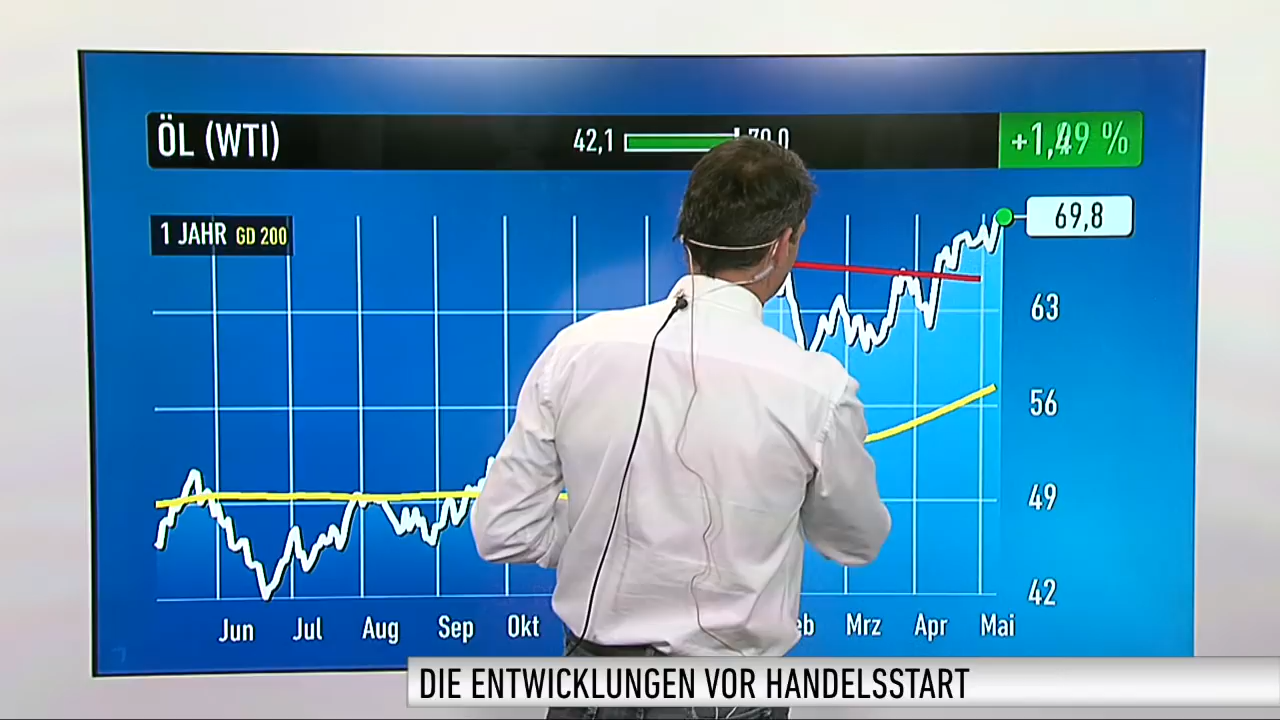 ÖL (WTI)
42,1
1 JAHR GD 200
69,8
63
56
49
42
Jun Jul Aug Sep Okt Mrz Apr Mai
DIE ENTWICKLUNGEN VOR HANDELSSTART